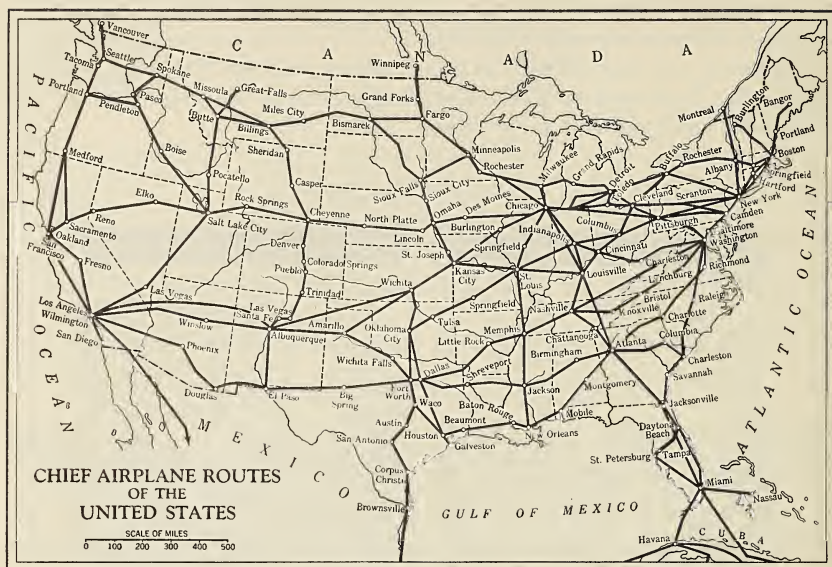 CANADA
Vancouver
Seattle
Tacoma
Spokane
Portland
Pasco
Pendleton
Missoula
Great-Falls
Butte
Billings
Miles City
Bismarck
Winnipeg
Grand Forks
Fargo
Minneapolis
Rochester
Milwaukee
Grand Rapids
Detroit
Toledo
Buffalo
Rochester
Albany
Montreal
Burlington
Bangor
Portland
Boston
Springfield
Hartford
New York
Scranton
Cleveland
Camden
Baltimore
Washington
Pittsburgh
PACIFIC
OCEAN
Medford
Boise
Pocatello
Sheridan
Casper
Sioux Falls
Sioux City
Omaha
Des Moines
Chicago
Burlington
Elko
Reno
Sacramento
Oakland
San Francisco
Fresno
Rock Springs
Salt Lake City
Cheyenne
North Platte
Lincoln
St. Joseph
Denver
Colorado Springs
Pueblo
Trinidad
Kansas City
Springfield
St. Louis
Indianapolis
Columbus
Cincinnati
Louisville
Charleston
Lynchburg
Richmond
Bristol
Knoxville
Raleigh
Charlotte
Columbia
Charleston
Savannah
Las Vegas
Los Angeles
Wilmington
San Diego
Winslow
Phoenix
Douglas
Las Vegas
Santa Fe
Albuquerque
Amarillo
Wichita
Tulsa
Springfield
Oklahoma City
Little Rock
Memphis
Nashville
Chattanooga
Birmingham
Atlanta
Montgomery
Wichita Falls
Dallas
Fort Worth
Shreveport
Jackson
El Paso
Big Spring
Waco
Austin
San Antonio
Houston
Galveston
Beaumont
Baton Rouge
New Orleans
Mobile
Corpus Christi
Brownsville
Jacksonville
Daytona Beach
Tampa
St. Petersburg
Miami
Nassau
Havana
CUBA
MEXICO
GULF OF MEXICO
ATLANTIC OCEAN
CHIEF AIRPLANE ROUTES
OF THE
UNITED STATES
SCALE OF MILES
0 100 200 300 400 500